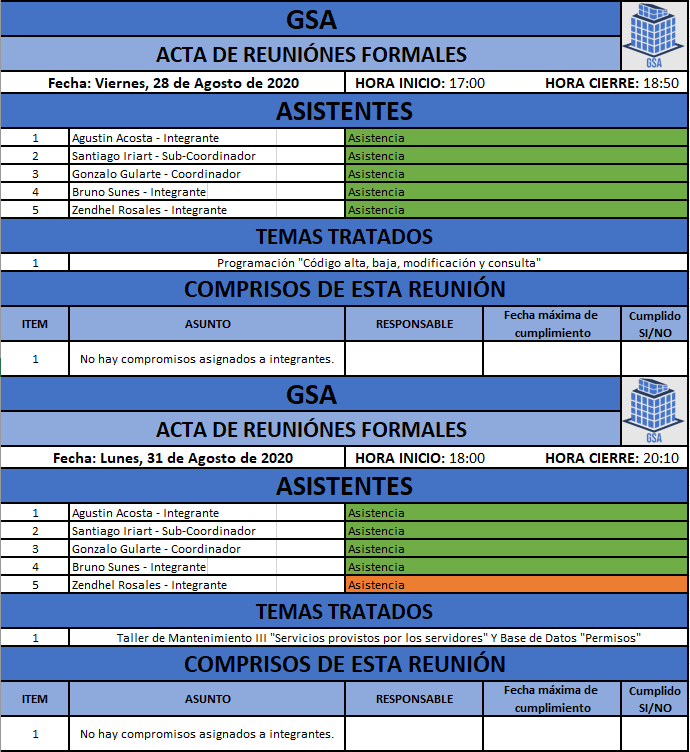 GSA
GSA
ACTA DE REUNIÓNES FORMALES
Fecha: Viernes, 28 de Agosto de 2020 HORA INICIO: 17:00 HORA CIERRE: 18:50
ASISTENTES
1 Agustin Acosta - Integrante Asistencia
2 Santiago Iriart - Sub-Coordinador Asistencia
3 Gonzalo Gularte - Coordinador Asistencia
4 Bruno Sunes - Integrante Asistencia
5 Zendhel Rosales - Integrante Asistencia
TEMAS TRATADOS
1 Programación "Código alta, baja, modificación y consulta"
COMPRISOS DE ESTA REUNIÓN
ITEM ASUNTO RESPONSABLE Fecha máxima de cumplimiento Cumplido SI/NO
1 No hay compromisos asignados a integrantes.
GSA
GSA
ACTA DE REUNIÓNES FORMALES
Fecha: Lunes, 31 de Agosto de 2020 HORA INICIO: 18:00 HORA CIERRE: 20:10
ASISTENTES
1 Agustin Acosta - Integrante Asistencia
2 Santiago Iriart - Sub-Coordinador Asistencia
3 Gonzalo Gularte - Coordinador Asistencia
4 Bruno Sunes - Integrante Asistencia
5 Zendhel Rosales - Integrante Asistencia
TEMAS TRATADOS
1 Taller de Mantenimiento III "Servicios provistos por los servidores" Y Base de Datos "Permisos"
COMPRISOS DE ESTA REUNIÓN
ITEM ASUNTO RESPONSABLE Fecha máxima de cumplimiento Cumplido SI/NO
1 No hay compromisos asignados a integrantes.